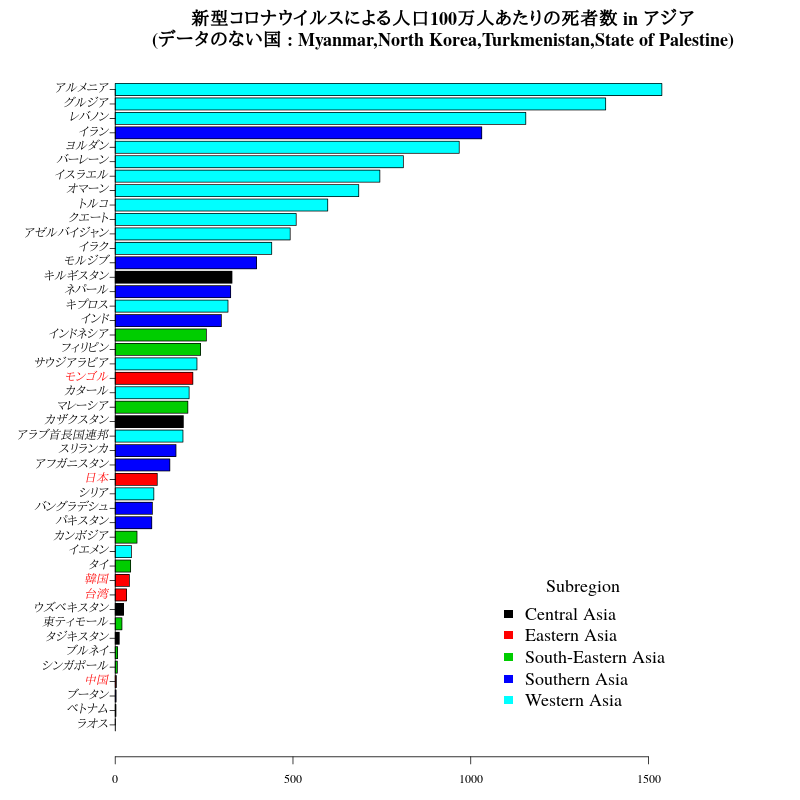 新型コロナウイルスによる人口100万人あたりの死者数 in アジア
(データのない国 : Myanmar,North Korea,Turkmenistan,State of Palestine)
アルメニア
グルジア
レバノン
イラン
ヨルダン
バーレーン
イスラエル
オマーン
トルコ
クエート
アゼルバイジャン
イラク
モルジブ
キルギスタン
ネパール
キプロス
インド
インドネシア
フィリピン
サウジアラビア
モンゴル
カタール
マレーシア
カザクスタン
アラブ首長国連邦
スリランカ
アフガニスタン
日本
シリア
バングラデシュ
パキスタン
カンボジア
イエメン
タイ
韓国
台湾
ウズベキスタン
東ティモール
タジキスタン
ブルネイ
シンガポール
中国
ブータン
ベトナム
ラオス
Subregion
Central Asia
Eastern Asia
South-Eastern Asia
Southern Asia
Western Asia
0 500 1000 1500